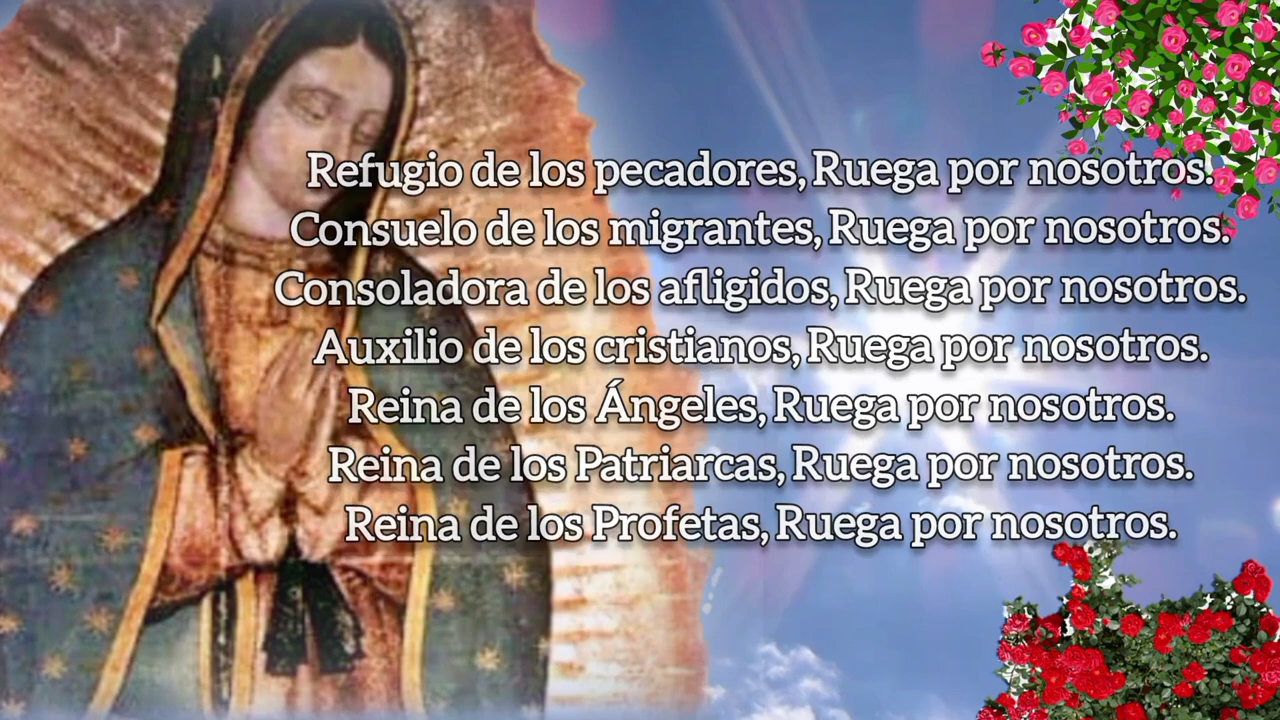 Refugio de los pecadores, Ruega por nosotros.
Consuelo de los migrantes, Ruega por nosotros.
Consoladora de los afligidos, Ruega por nosotros.
Auxilio de los cristianos, Ruega por nosotros.
Reina de los Ángeles, Ruega por nosotros.
Reina de los Patriarcas, Ruega por nosotros.
Reina de los Profetas, Ruega por nosotros.